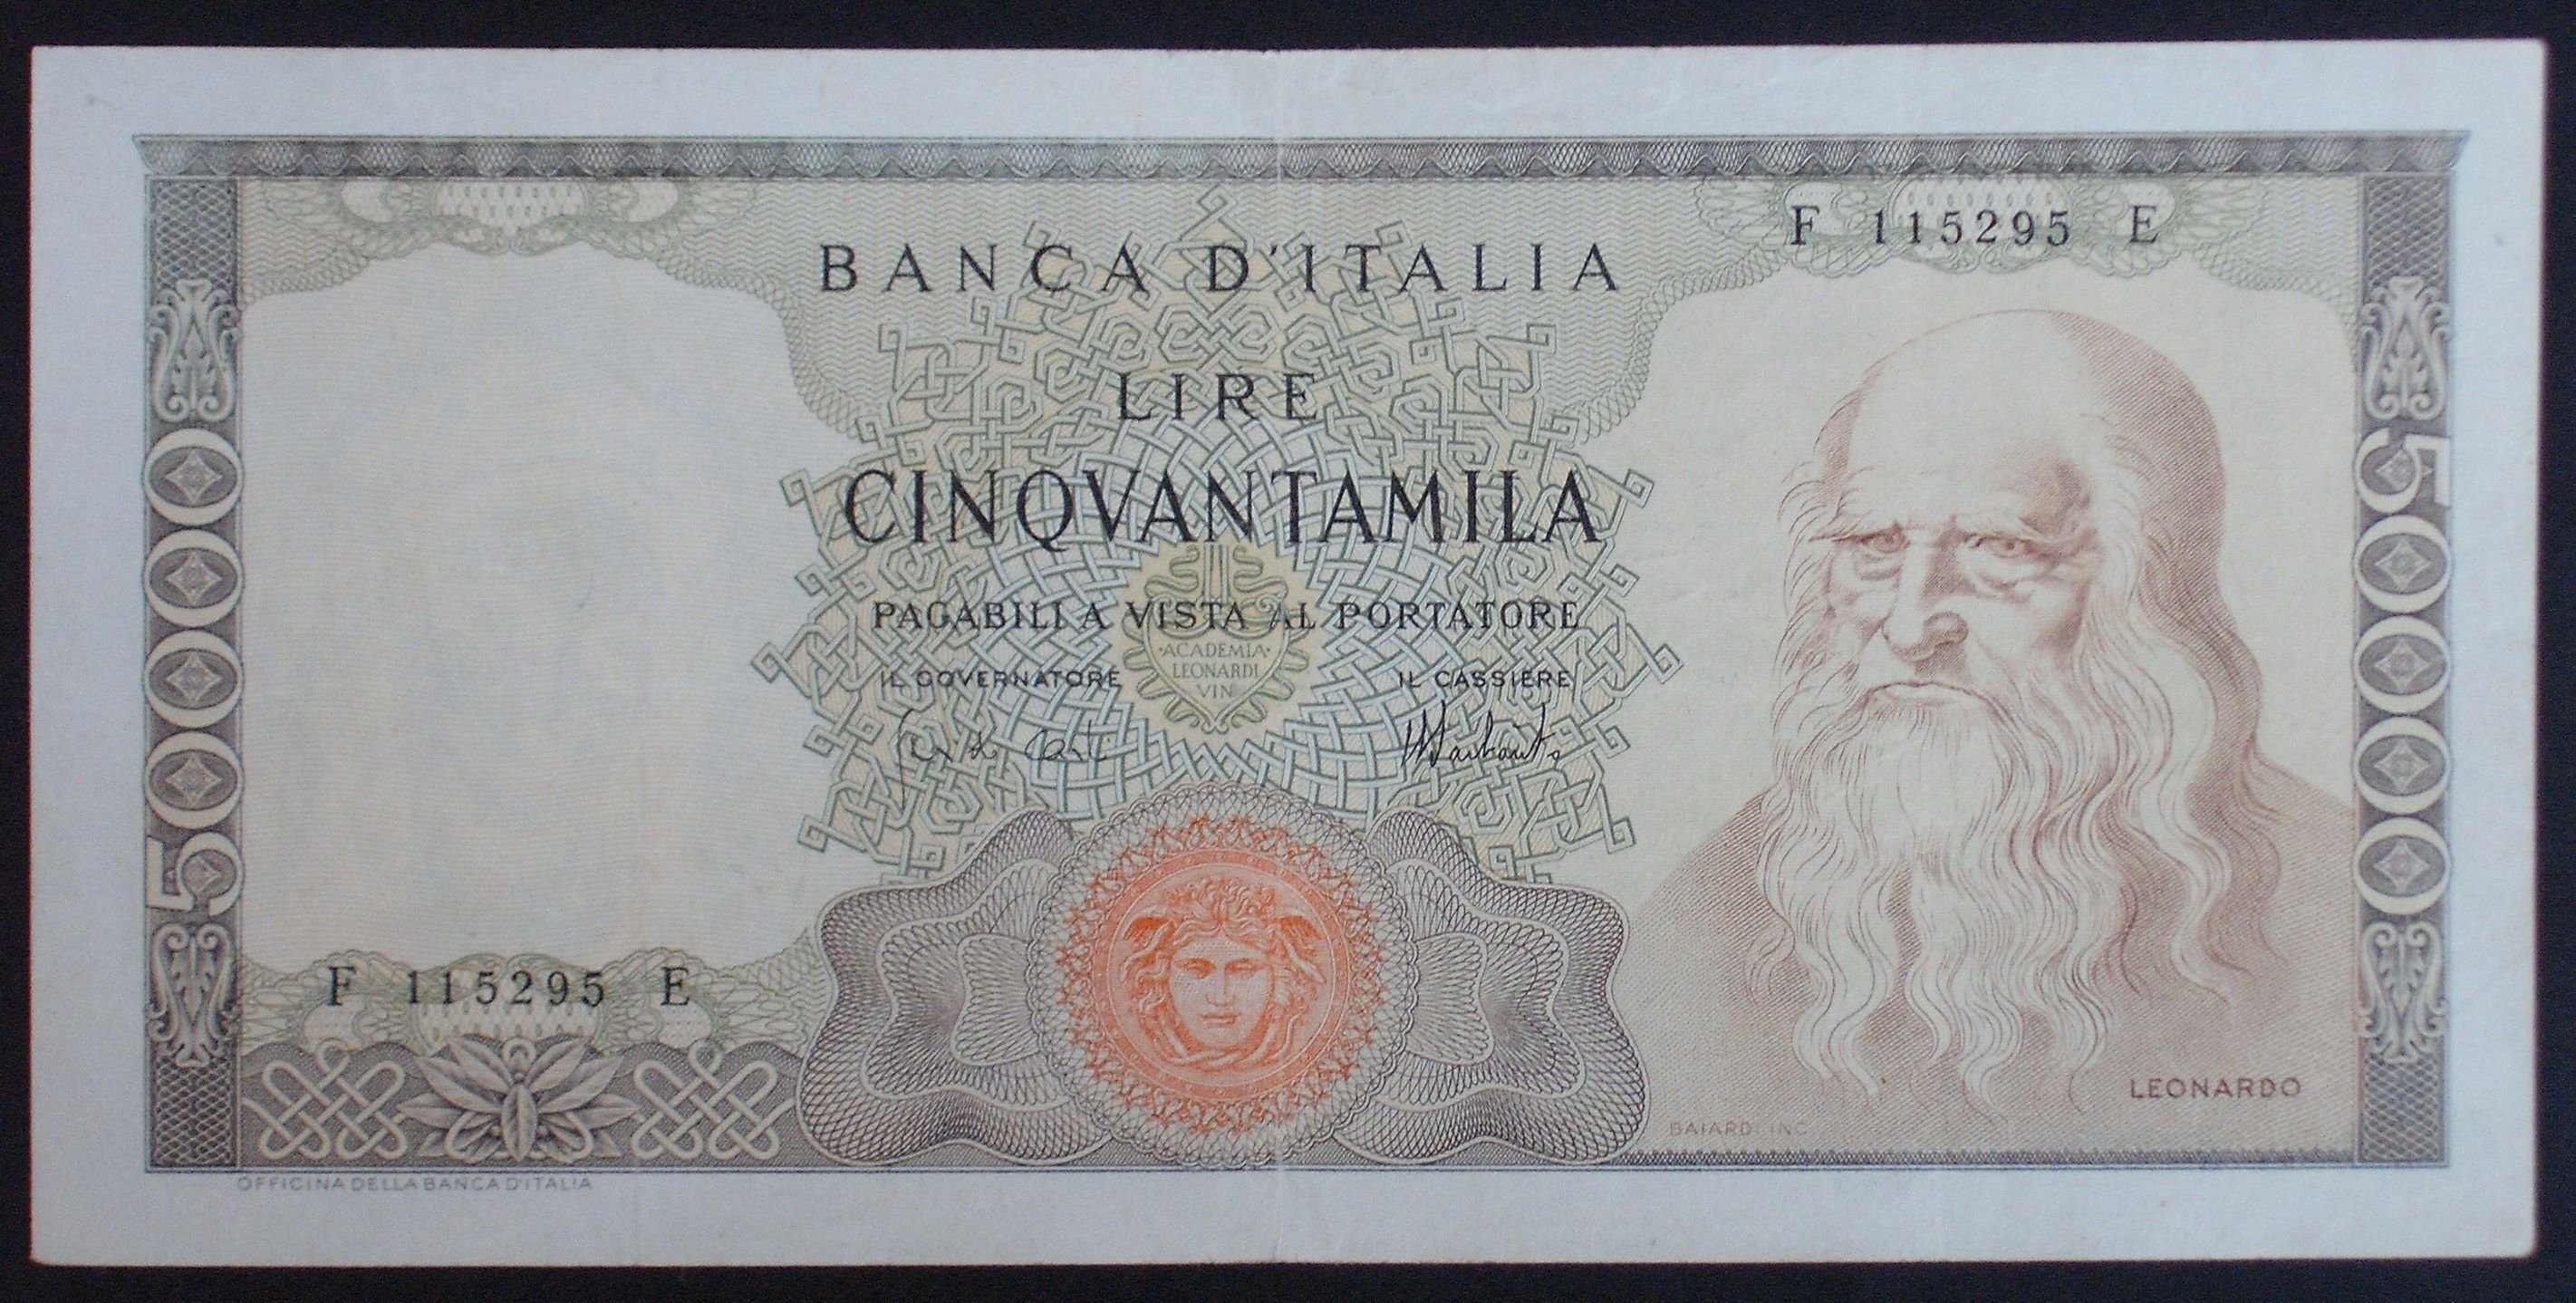 F 115295 E
BANCA D'ITALIA
LIRE
CINQVANTAMILA
PAGABILI A VISTA AL PORTATORE
·ACADEMIA·
LEONARDI
VIN
IL GOVERNATORE
IL CASSIERE
50000
50000
F 115295 E
LEONARDO
BAIARDI INC.
OFFICINA DELLA BANCA D'ITALIA